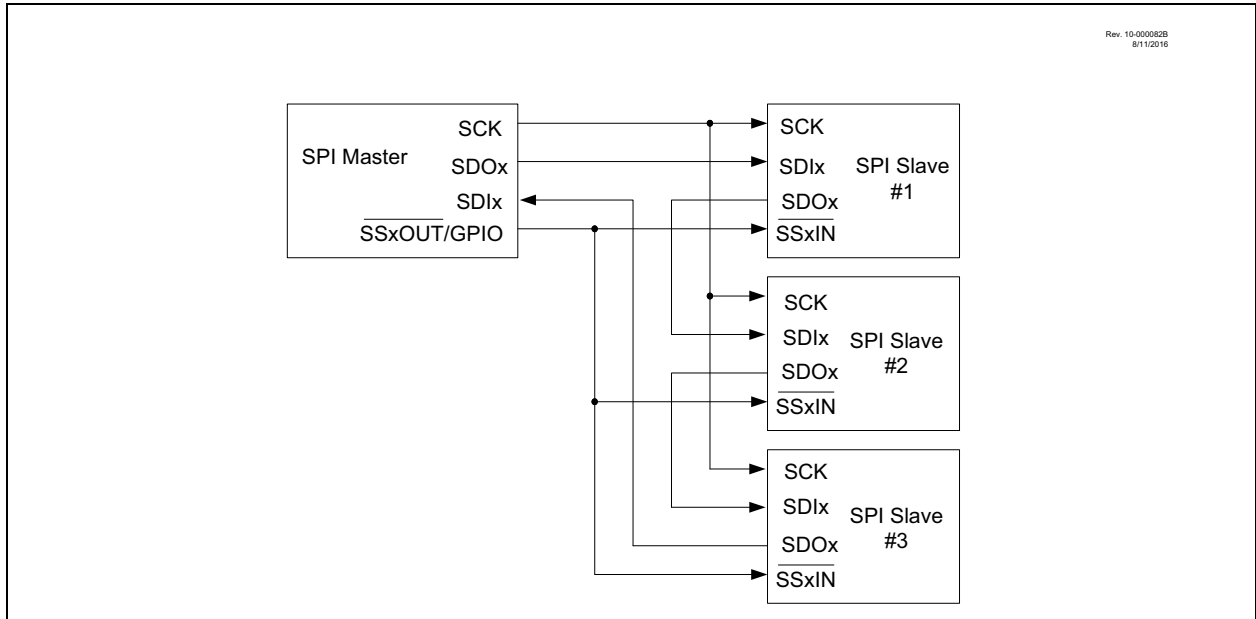 Rev. 10-000082B
8/11/2016
SPI Master
SCK
SDOx
SDIx
SSxOUT/GPIO
SCK
SDIx
SDOx
SSxIN
SPI Slave
#1
SCK
SDIx
SDOx
SSxIN
SPI Slave
#2
SCK
SDIx
SDOx
SSxIN
SPI Slave
#3